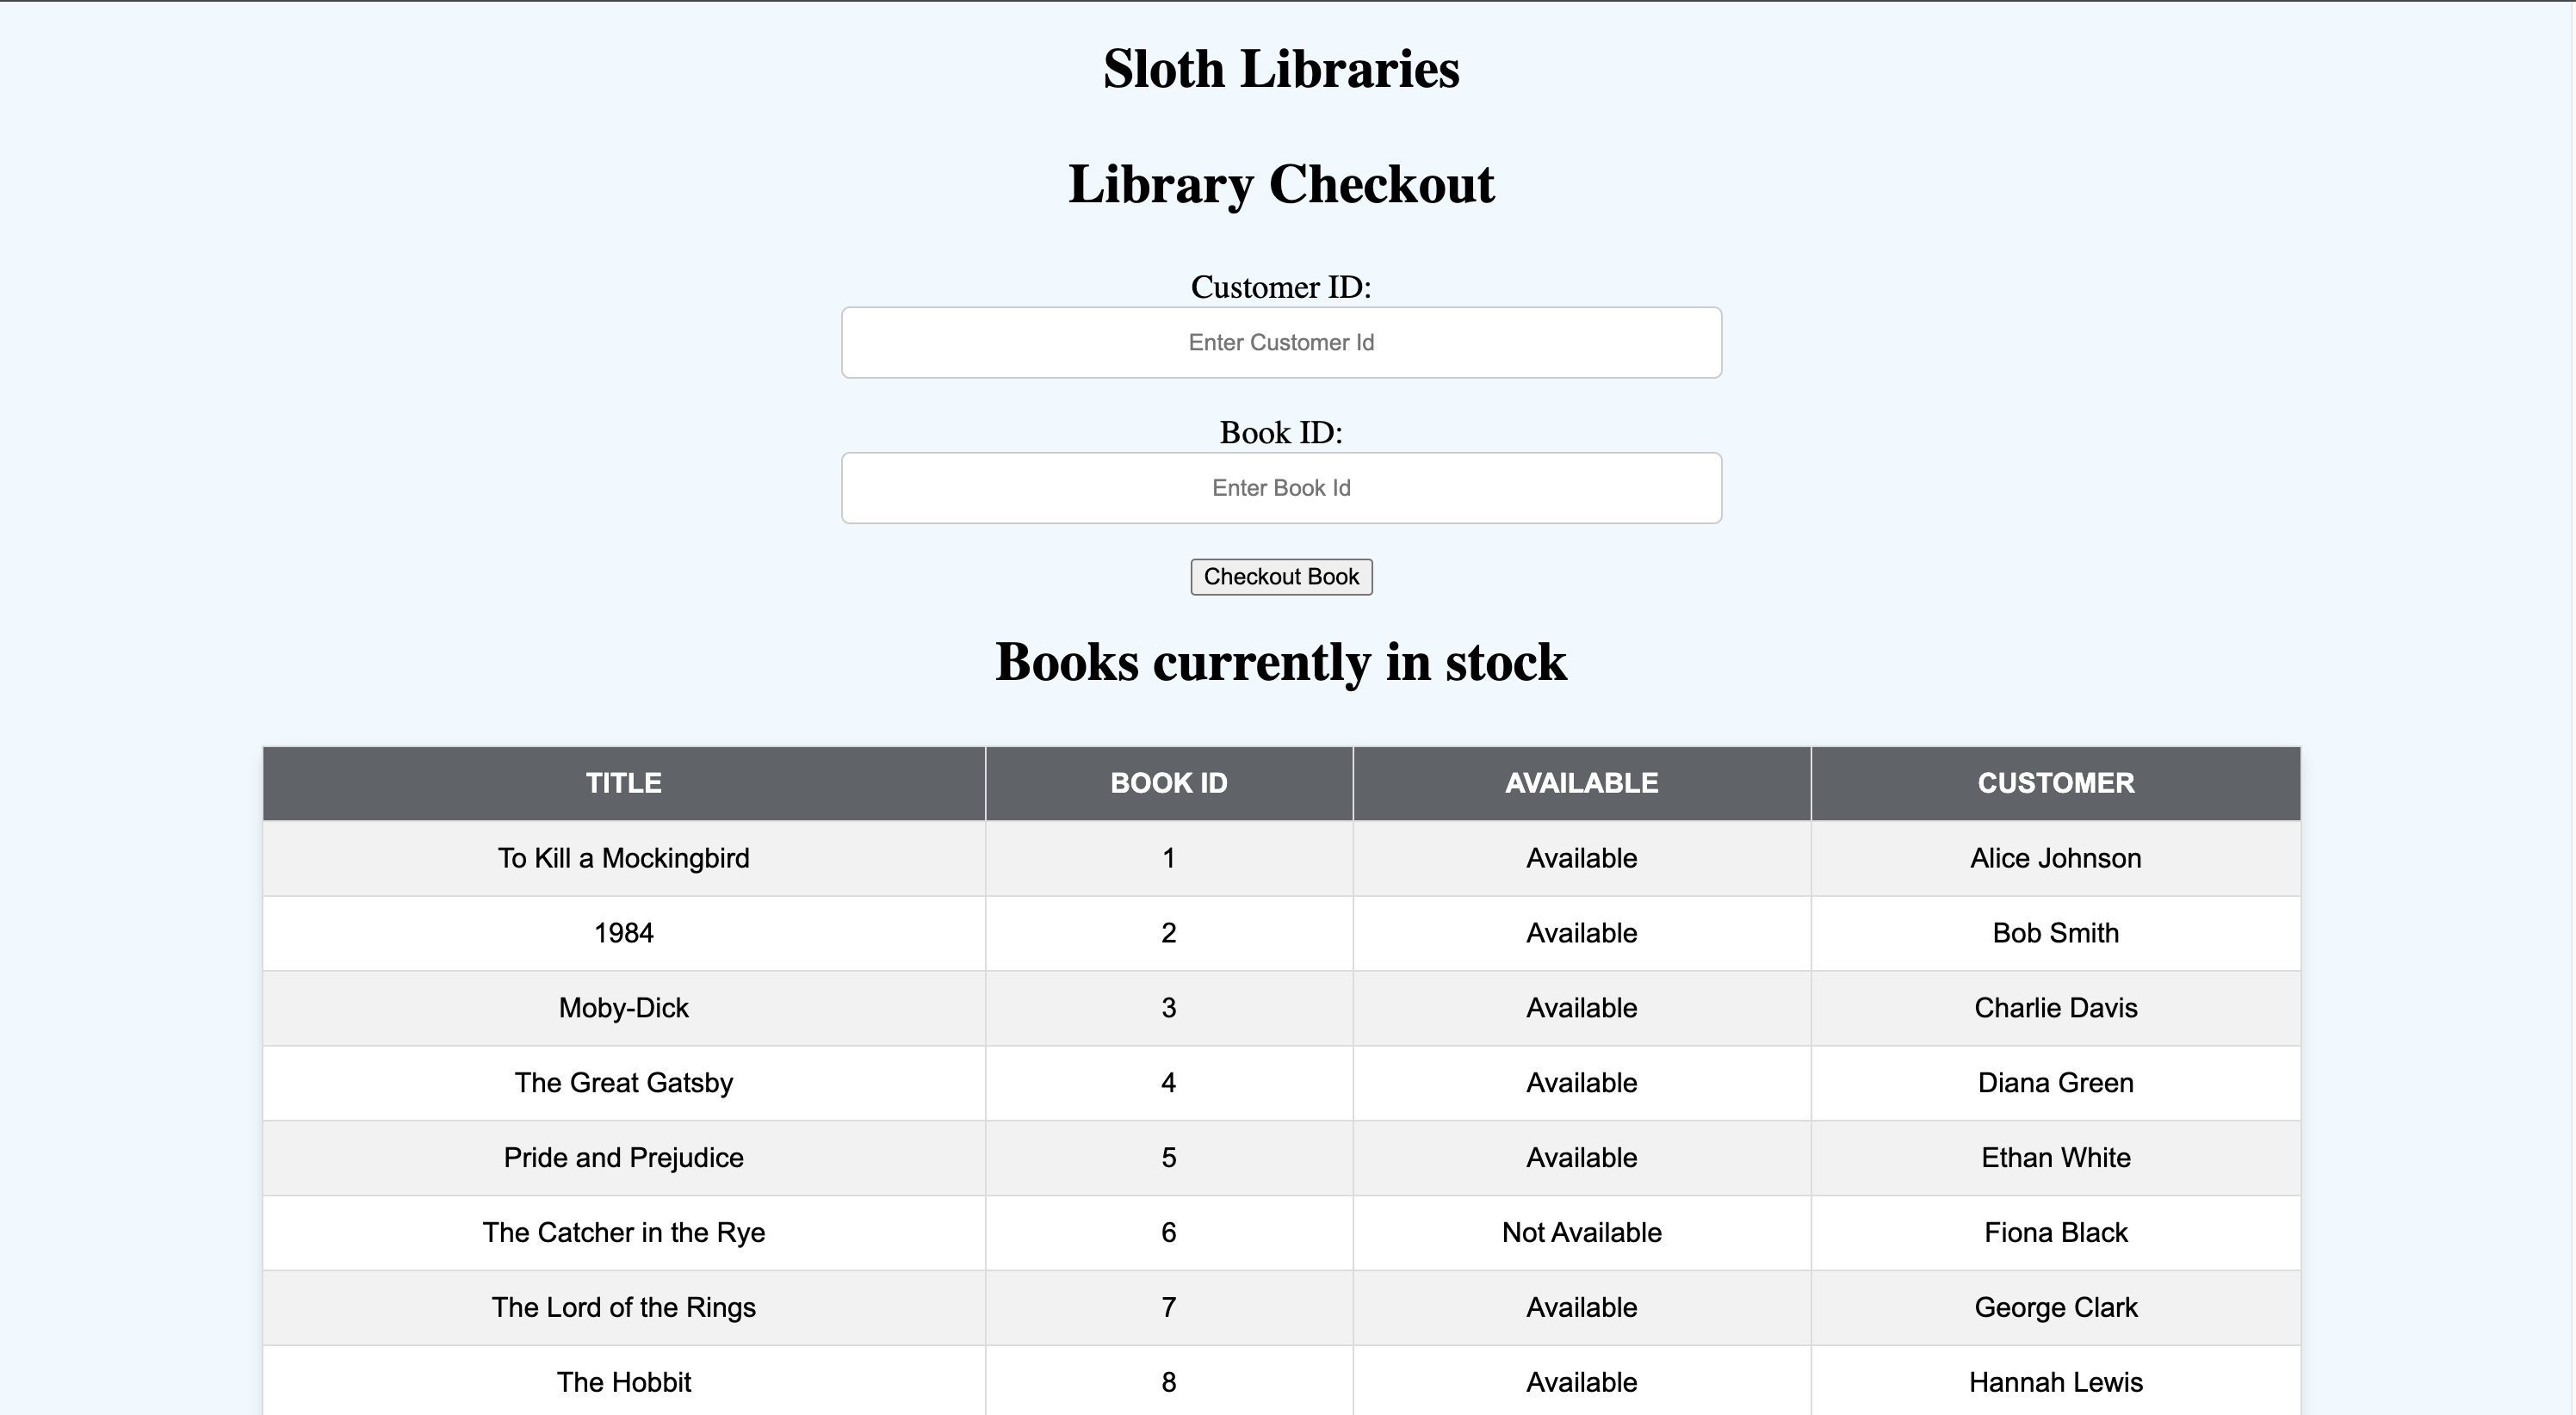 Sloth Libraries
Library Checkout
Customer ID:
Enter Customer Id
Book ID:
Enter Book Id
Checkout Book
Books currently in stock
TITLE BOOK ID AVAILABLE CUSTOMER
To Kill a Mockingbird 1 Available Alice Johnson
1984 2 Available Bob Smith
Moby-Dick 3 Available Charlie Davis
The Great Gatsby 4 Available Diana Green
Pride and Prejudice 5 Available Ethan White
The Catcher in the Rye 6 Not Available Fiona Black
The Lord of the Rings 7 Available George Clark
The Hobbit 8 Available Hannah Lewis